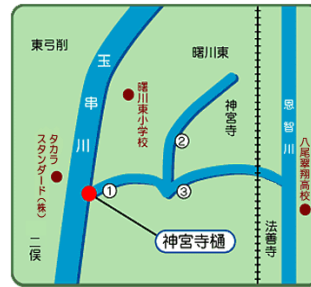 東弓削
玉串川
曙川東
曙川東小学校
神宮寺
恩智川
②
八尾翠翔高校
タカラ
スタンダード(株)
①
③
神宮寺樋
法善寺
二俣